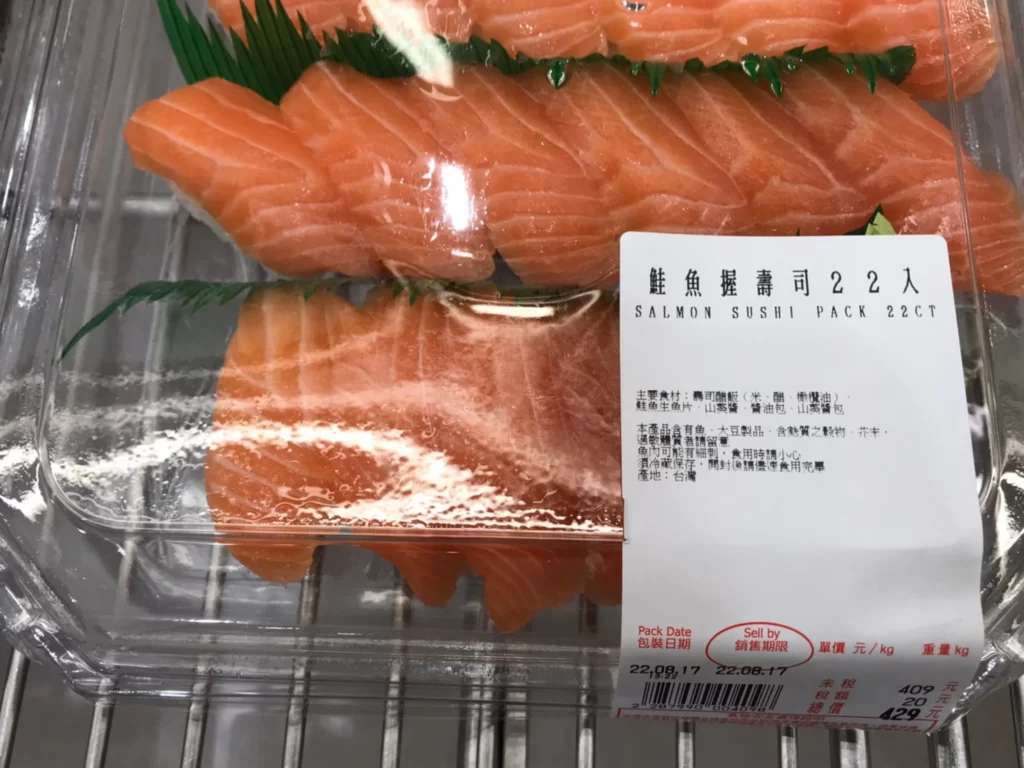 鮭魚握壽司22入
SALMON SUSHI PACK 22CT
主要食材：壽司醋飯（米、醋、橄欖油）、
鮭魚生魚片、山葵醬、醬油包、山葵醬包
本產品含有魚、大豆製品、含麩質之穀物、芥末，
過敏體質者請留意
魚肉可能有細刺，食用時請小心
須冷藏保存，開封後請儘速食用完畢
產地：台灣
Pack Date Sell by
包裝日期 銷售期限 單價 元/kg 重量kg
22.08.17 22.08.17
未稅 409 元
稅額 20 元
總價 429 元